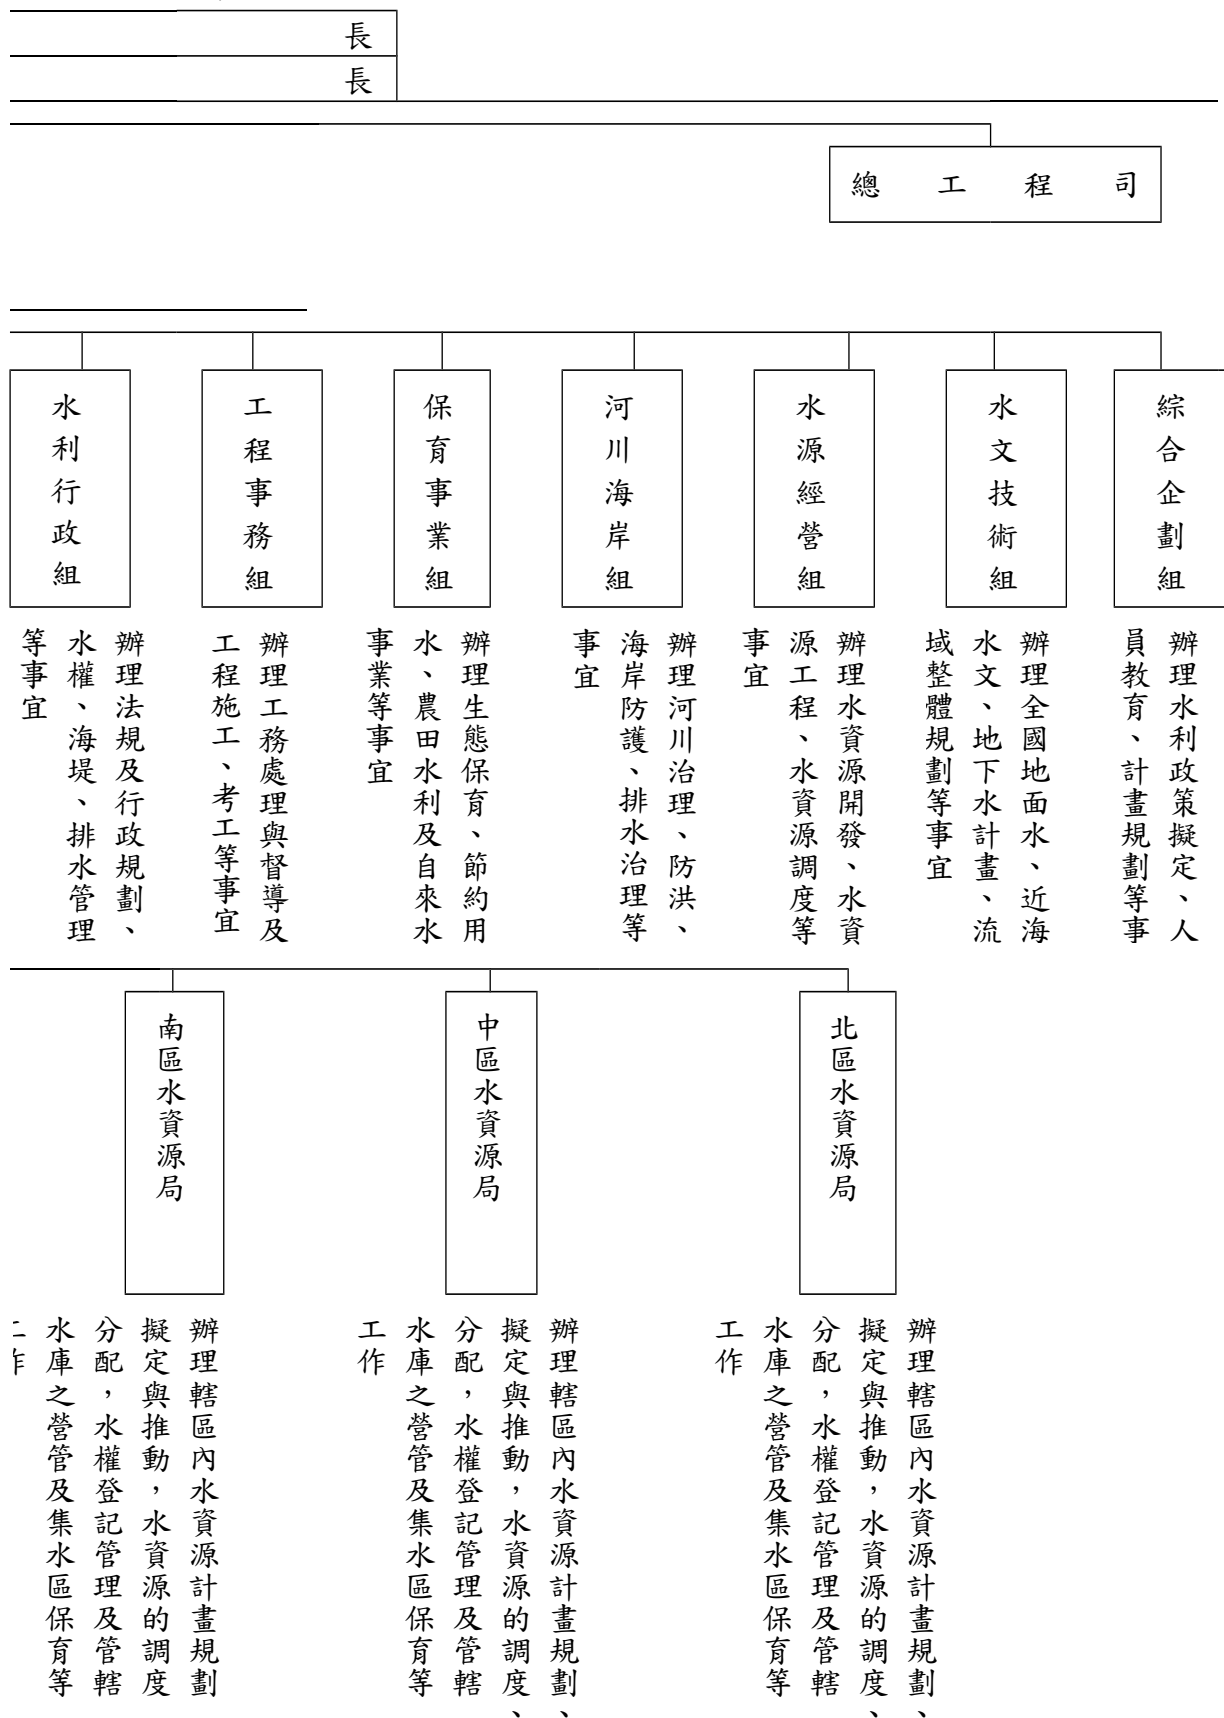 長
長
總工程司
綜合企劃組
辦理水利政策擬定、人
員教育、計畫規劃等事
水文技術組
辦理全國地面水、近海
水文、地下水計畫、流
域整體規劃等事宜
水源經營組
辦理水資源開發、水資
源工程、水資源調度等
事宜
河川海岸組
辦理河川治理、防洪、
海岸防護、排水治理等
事宜
保育事業組
辦理生態保育、節約用
水、農田水利及自來水
事業等事宜
工程事務組
辦理工務處理與督導及
工程施工、考工等事宜
水利行政組
辦理法規及行政規劃、
水權、海堤、排水管理
等事宜
北區水資源局
辦理轄區內水資源計畫規劃、
擬定與推動，水資源的調度、
分配，水權登記管理及管轄
水庫之營管及集水區保育等
工作
中區水資源局
辦理轄區內水資源計畫規劃、
擬定與推動，水資源的調度、
分配，水權登記管理及管轄
水庫之營管及集水區保育等
工作
南區水資源局
辦理轄區內水資源計畫規劃
擬定與推動，水資源的調度
分配，水權登記管理及管轄
水庫之營管及集水區保育等
工作